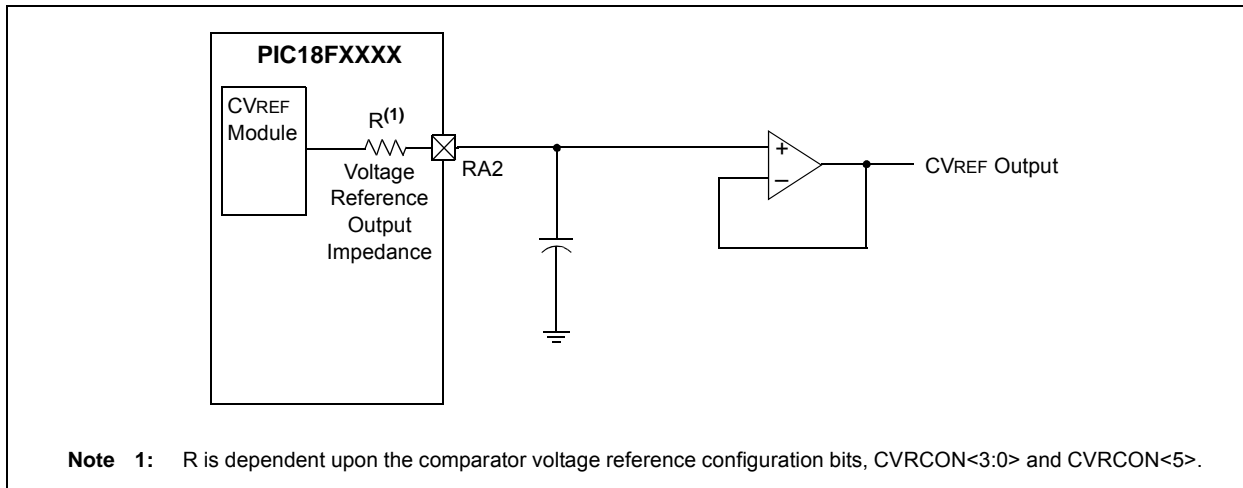 PIC18FXXXX
CVREF
Module
R(1)
Voltage
Reference
Output
Impedance
RA2
+
–
CVREF Output
Note 1: R is dependent upon the comparator voltage reference configuration bits, CVRCON<3:0> and CVRCON<5>.